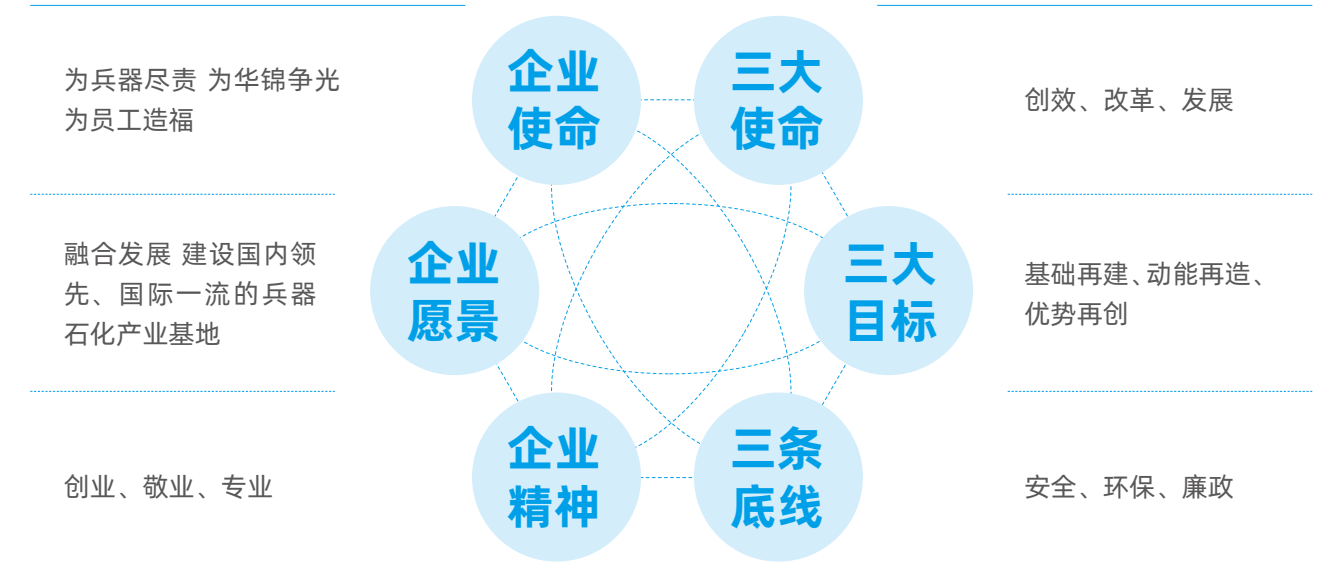 企业
使命
为兵器尽责 为华锦争光
为员工造福
企业
愿景
融合发展 建设国内领
先、国际一流的兵器
石化产业基地
企业
精神
创业、敬业、专业
三大
使命
创效、改革、发展
三大
目标
基础再建、动能再造、
优势再创
三条
底线
安全、环保、廉政